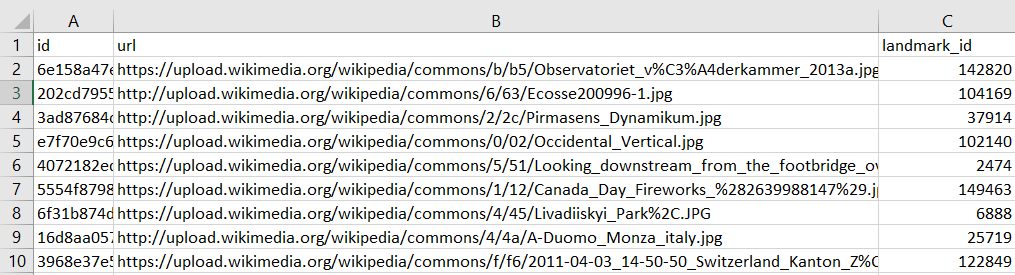 A B C
1 id url landmark_id
2 6e158a47e https://upload.wikimedia.org/wikipedia/commons/b/b5/Observatoriet_v%C3%A4derkammer_2013a.jpg 142820
3 202cd7955 http://upload.wikimedia.org/wikipedia/commons/6/63/Ecosse200996-1.jpg 104169
4 3ad87684c http://upload.wikimedia.org/wikipedia/commons/2/2c/Pirmasens_Dynamikum.jpg 37914
5 e7f70e9c6 https://upload.wikimedia.org/wikipedia/commons/0/02/Occidental_Vertical.jpg 102140
6 4072182ec https://upload.wikimedia.org/wikipedia/commons/5/51/Looking_downstream_from_the_footbridge_ov 2474
7 5554f8798 https://upload.wikimedia.org/wikipedia/commons/1/12/Canada_Day_Fireworks_%282639988147%29.j 149463
8 6f31b874d http://upload.wikimedia.org/wikipedia/commons/4/45/Livadiiskyi_Park%2C.JPG 6888
9 16d8aa057 http://upload.wikimedia.org/wikipedia/commons/4/4a/A-Duomo_Monza_italy.jpg 25719
10 3968e37e5 https://upload.wikimedia.org/wikipedia/commons/f/f6/2011-04-03_14-50-50_Switzerland_Kanton_Z%C 122849